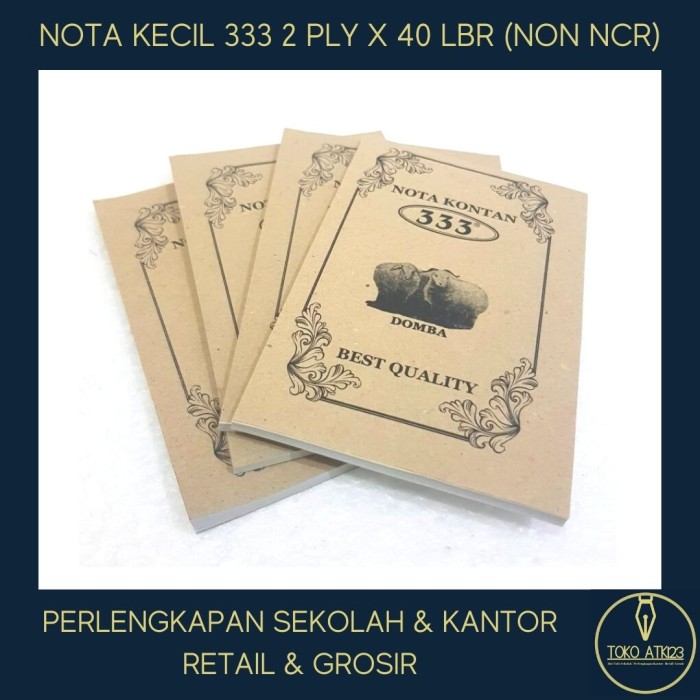 NOTA KECIL 333 2 PLY X 40 LBR (NON NCR)
NOTA KONTAN
333
DOMBA
BEST QUALITY
PERLENGKAPAN SEKOLAH & KANTOR
RETAIL & GROSIR
TOKO ATK123